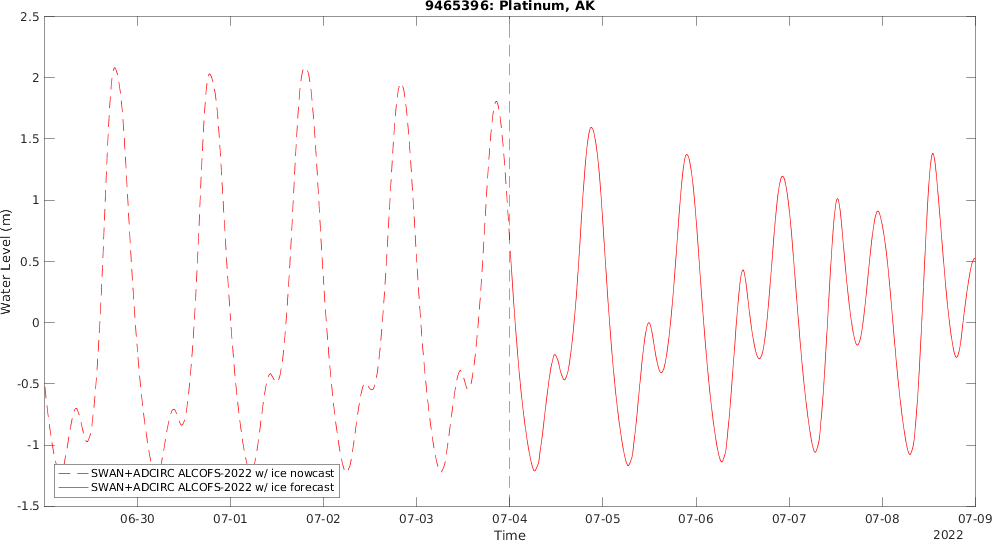 9465396: Platinum, AK
Water Level (m)
2.5
2
1.5
1
0.5
0
-0.5
-1
-1.5
SWAN+ADCIRC ALCOFS-2022 w/ ice nowcast
SWAN+ADCIRC ALCOFS-2022 w/ ice forecast
06-30 07-01 07-02 07-03 07-04 07-05 07-06 07-07 07-08 07-09
Time
2022